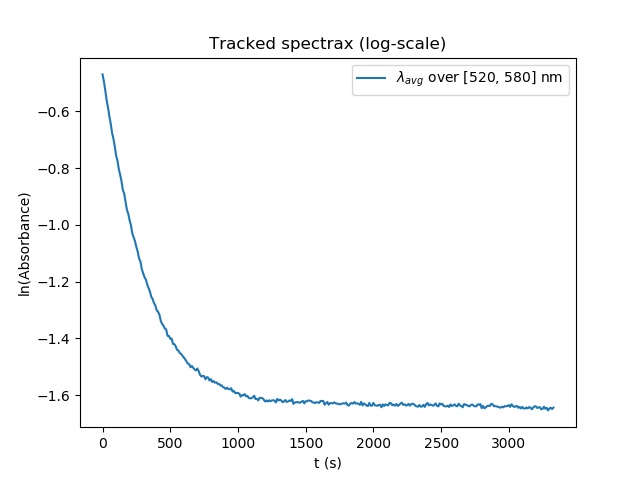 Tracked spectrax (log-scale)
λavg over [520, 580] nm
ln(Absorbance)
−0.6
−0.8
−1.0
−1.2
−1.4
−1.6
0 500 1000 1500 2000 2500 3000
t (s)